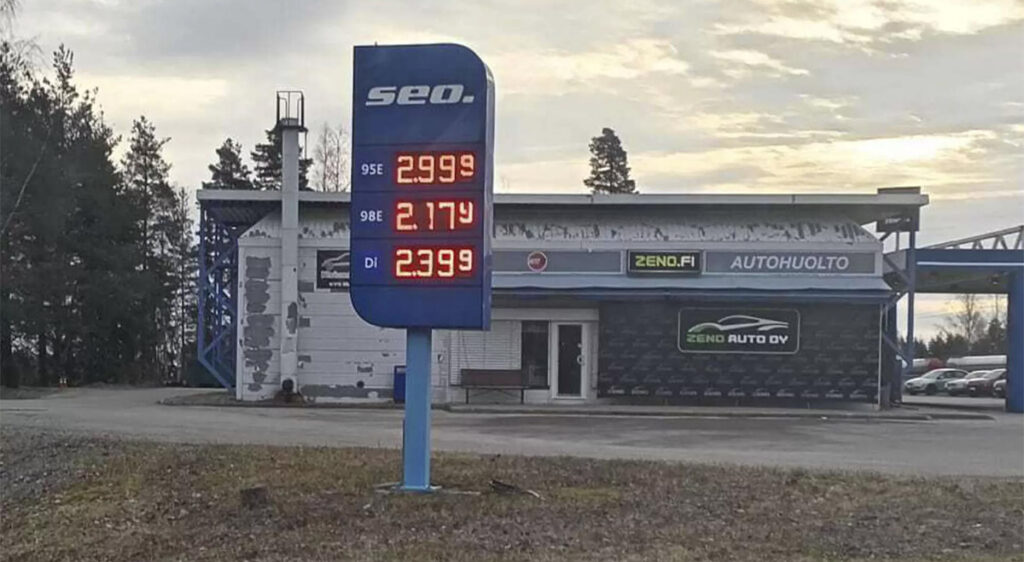 seo.
95E 2.999
98E 2.179
Di 2.399
ZENO.FI
AUTOHUOLTO
ZENO AUTO OY